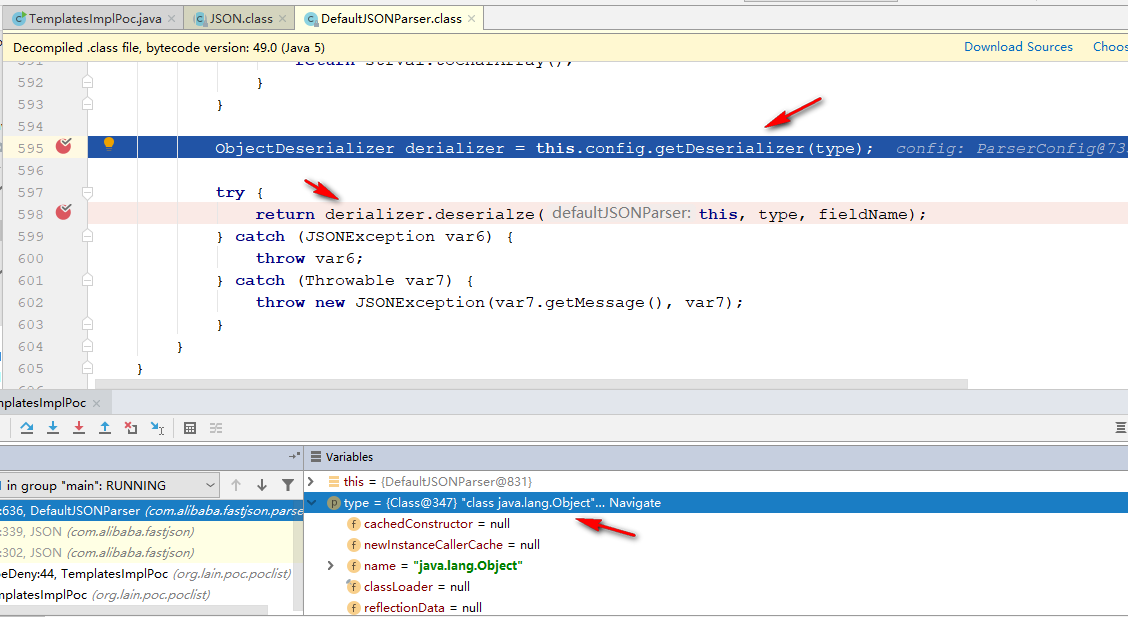 TemplatesImplPoc.java × JSON.class × DefaultJSONParser.class ×
Decompiled .class file, bytecode version: 49.0 (Java 5) Download Sources Choos
591 return strVal.toCharArray();
592 }
593 }
594
595 ObjectDeserializer derializer = this.config.getDeserializer(type); config: ParserConfig@73
596
597 try {
598 return derializer.deserialze( defaultJSONParser: this, type, fieldName);
599 } catch (JSONException var6) {
600 throw var6;
601 } catch (Throwable var7) {
602 throw new JSONException(var7.getMessage(), var7);
603 }
604 }
605 }
mplatesImplPoc ×
Variables
in group "main": RUNNING
this = {DefaultJSONParser@831}
:636, DefaultJSONParser (com.alibaba.fastjson.parse
type = {Class@347} "class java.lang.Object"... Navigate
:339, JSON (com.alibaba.fastjson)
cachedConstructor = null
:302, JSON (com.alibaba.fastjson)
newInstanceCallerCache = null
eDeny:44, TemplatesImplPoc (org.lain.poc.poclist)
name = "java.lang.Object"
mplatesImplPoc (org.lain.poc.poclist)
classLoader = null
reflectionData = null